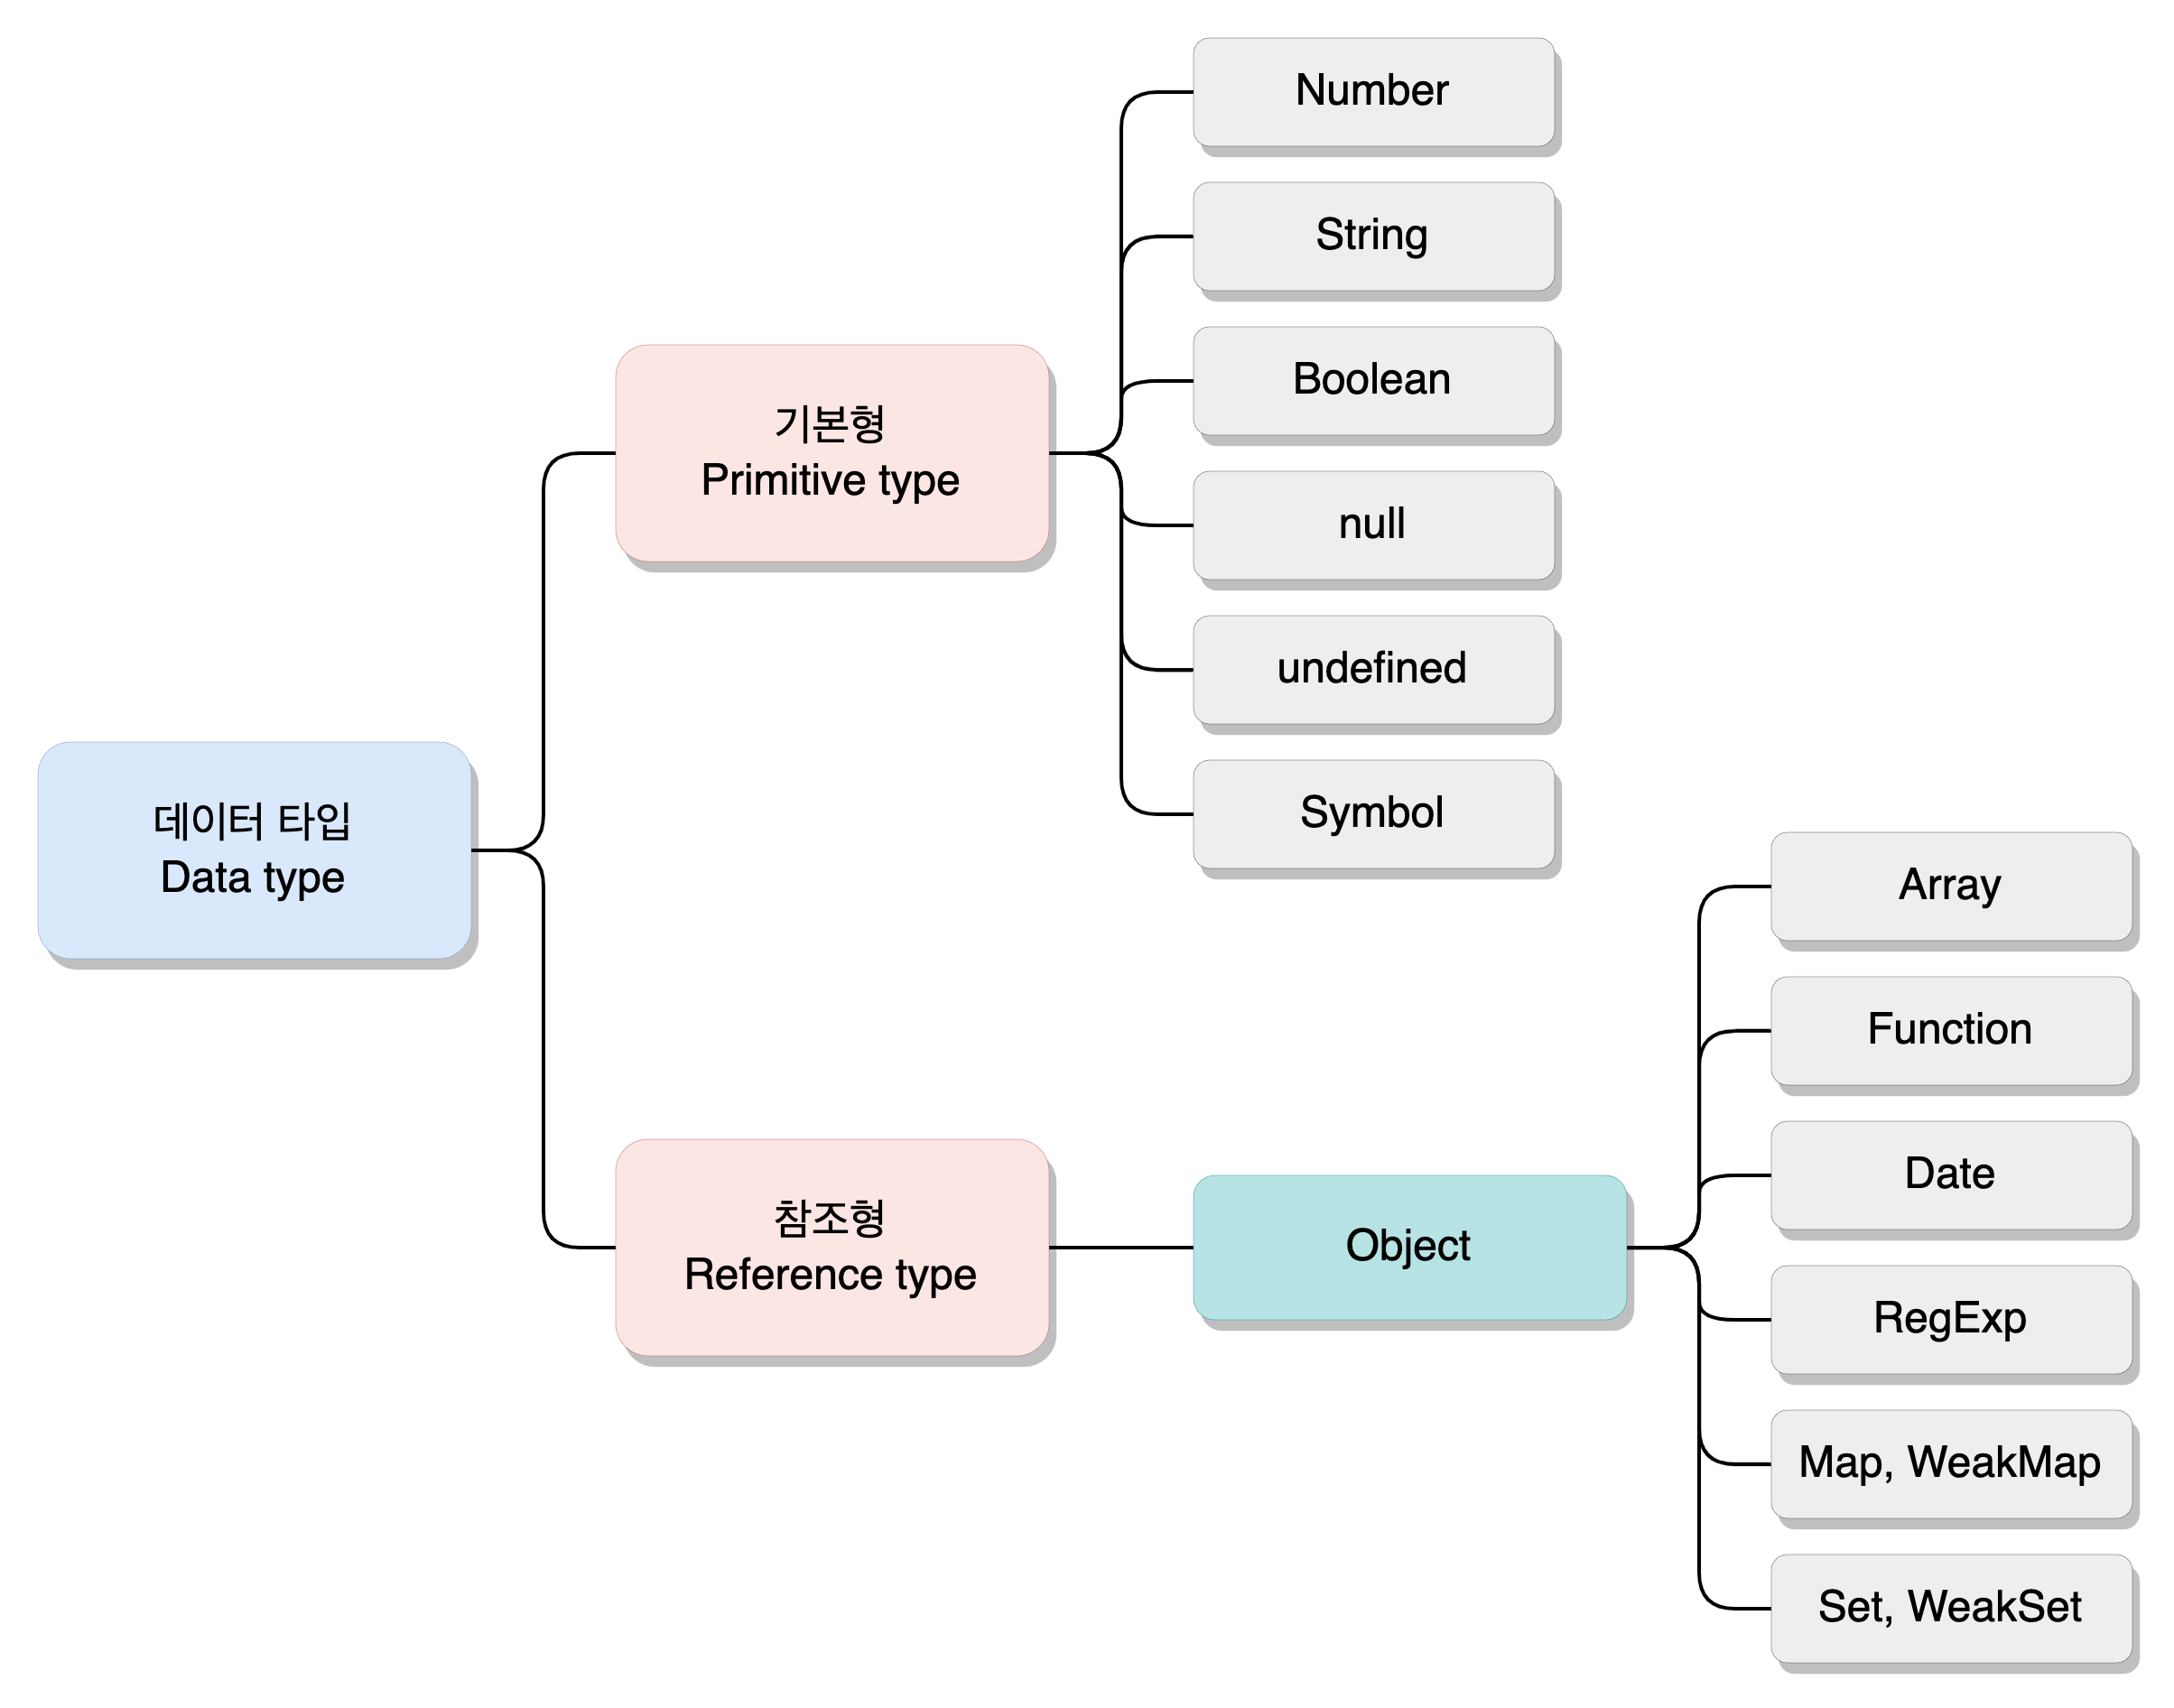 Number
String
Boolean
기본형
Primitive type
null
undefined
Symbol
데이터 타입
Data type
Array
Function
Date
참조형
Reference type
Object
RegExp
Map, WeakMap
Set, WeakSet